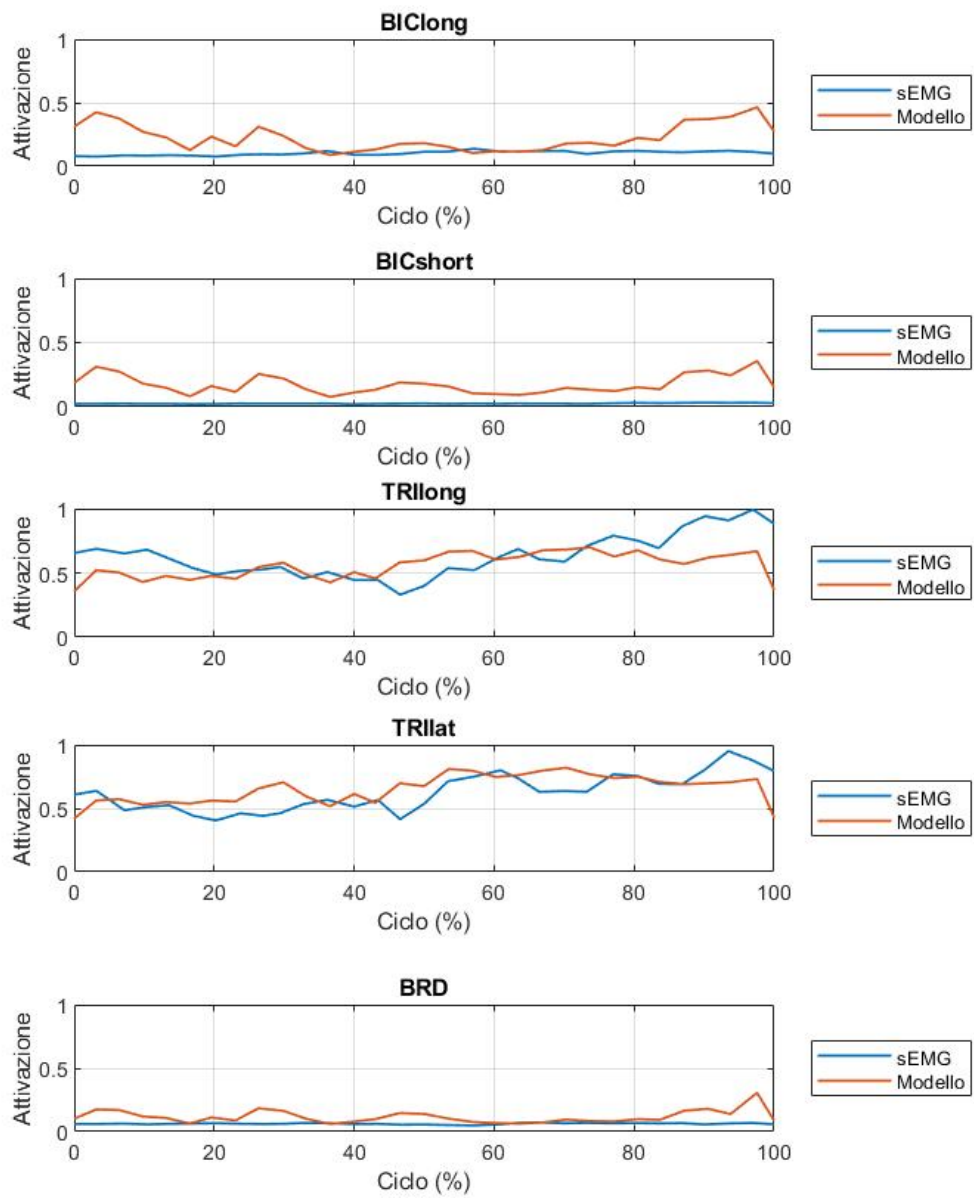 BIClong
1
0.5
0
Attivazione
0 20 40 60 80 100
Ciclo (%)
sEMG
Modello
BICshort
1
0.5
0
Attivazione
0 20 40 60 80 100
Ciclo (%)
sEMG
Modello
TRIlong
1
0.5
0
Attivazione
0 20 40 60 80 100
Ciclo (%)
sEMG
Modello
TRIlat
1
0.5
0
Attivazione
0 20 40 60 80 100
Ciclo (%)
sEMG
Modello
BRD
1
0.5
0
Attivazione
0 20 40 60 80 100
Ciclo (%)
sEMG
Modello